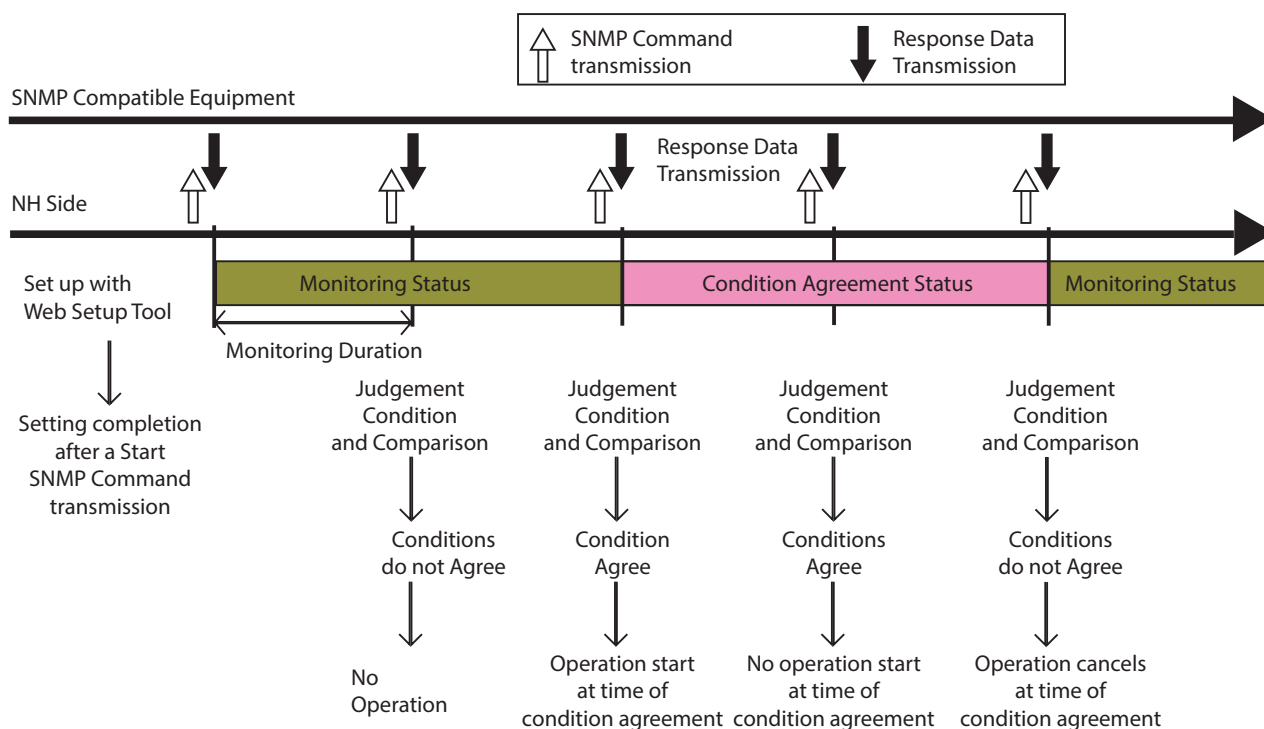 SNMP Command
transmission
Response Data
Transmission
SNMP Compatible Equipment
Response Data
Transmission
NH Side
Set up with
Web Setup Tool
Monitoring Status
Condition Agreement Status
Monitoring Status
Monitoring Duration
Setting completion
after a Start
SNMP Command
transmission
Judgement
Condition
and Comparison
Conditions
do not Agree
No
Operation
Judgement
Condition
and Comparison
Condition
Agree
Operation start
at time of
condition agreement
Judgement
Condition
and Comparison
Conditions
Agree
No operation start
at time of
condition agreement
Judgement
Condition
and Comparison
Conditions
do not Agree
Operation cancels
at time of
condition agreement